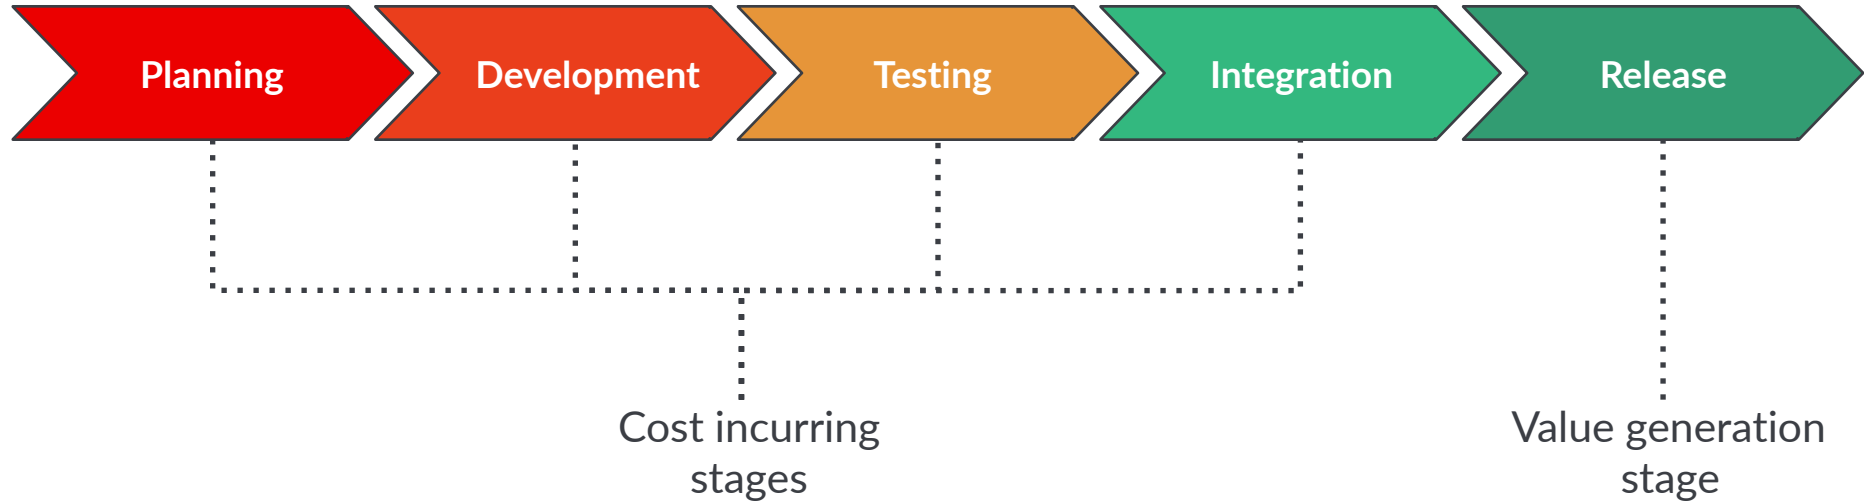 Planning
Development
Testing
Integration
Release
Cost incurring
stages
Value generation
stage